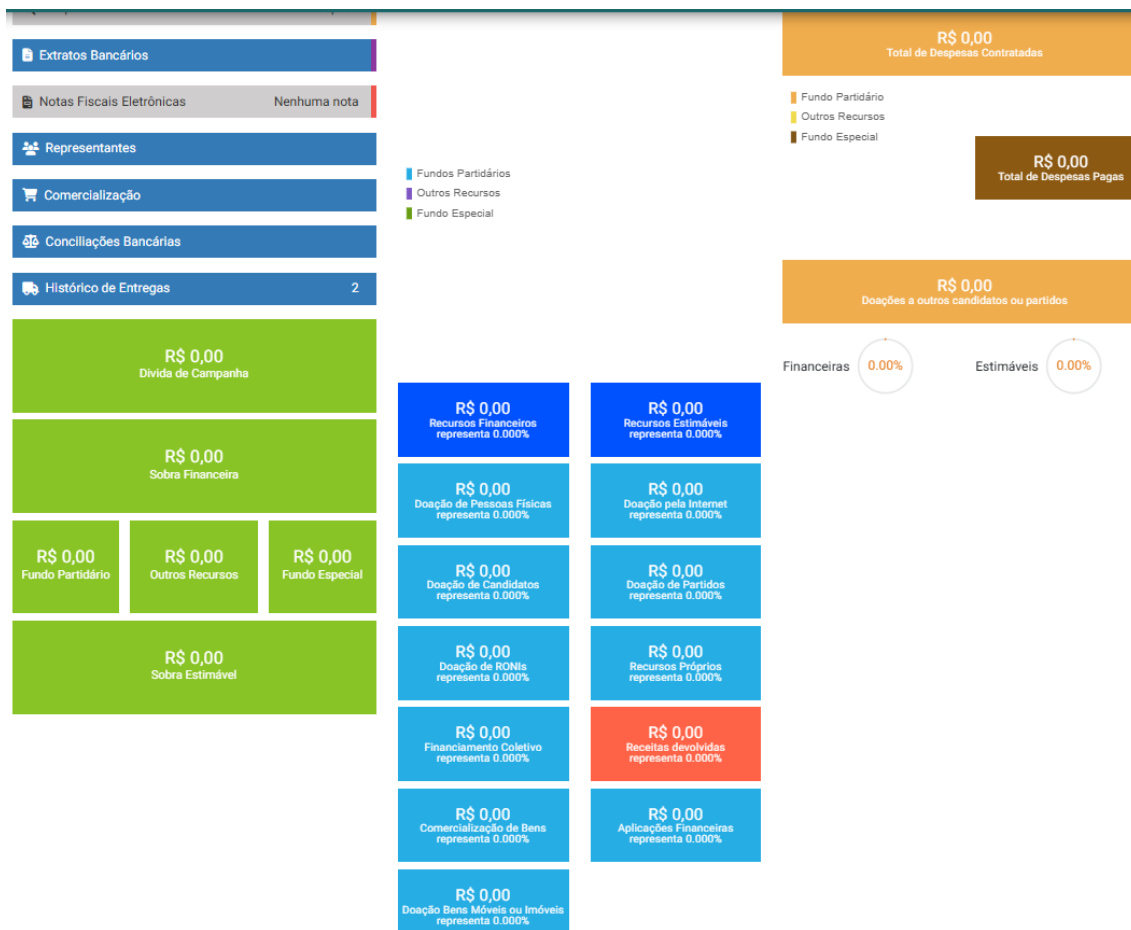 Extratos Bancários
Notas Fiscais Eletrônicas Nenhuma nota
Representantes
Comercialização
Conciliações Bancárias
Histórico de Entregas 2
R$ 0,00
Divida de Campanha
R$ 0,00
Sobra Financeira
R$ 0,00
Fundo Partidário
R$ 0,00
Outros Recursos
R$ 0,00
Fundo Especial
R$ 0,00
Sobra Estimável
Fundos Partidários
Outros Recursos
Fundo Especial
R$ 0,00
Recursos Financeiros
representa 0.000%
R$ 0,00
Recursos Estimáveis
representa 0.000%
R$ 0,00
Doação de Pessoas Físicas
representa 0.000%
R$ 0,00
Doação pela Internet
representa 0.000%
R$ 0,00
Doação de Candidatos
representa 0.000%
R$ 0,00
Doação de Partidos
representa 0.000%
R$ 0,00
Doação de RONIs
representa 0.000%
R$ 0,00
Recursos Próprios
representa 0.000%
R$ 0,00
Financiamento Coletivo
representa 0.000%
R$ 0,00
Receitas devolvidas
representa 0.000%
R$ 0,00
Comercialização de Bens
representa 0.000%
R$ 0,00
Aplicações Financeiras
representa 0.000%
R$ 0,00
Doação Bens Móveis ou Imóveis
representa 0.000%
R$ 0,00
Total de Despesas Contratadas
Fundo Partidário
Outros Recursos
Fundo Especial
R$ 0,00
Total de Despesas Pagas
R$ 0,00
Doações a outros candidatos ou partidos
Financeiras 0.00%
Estimáveis 0.00%